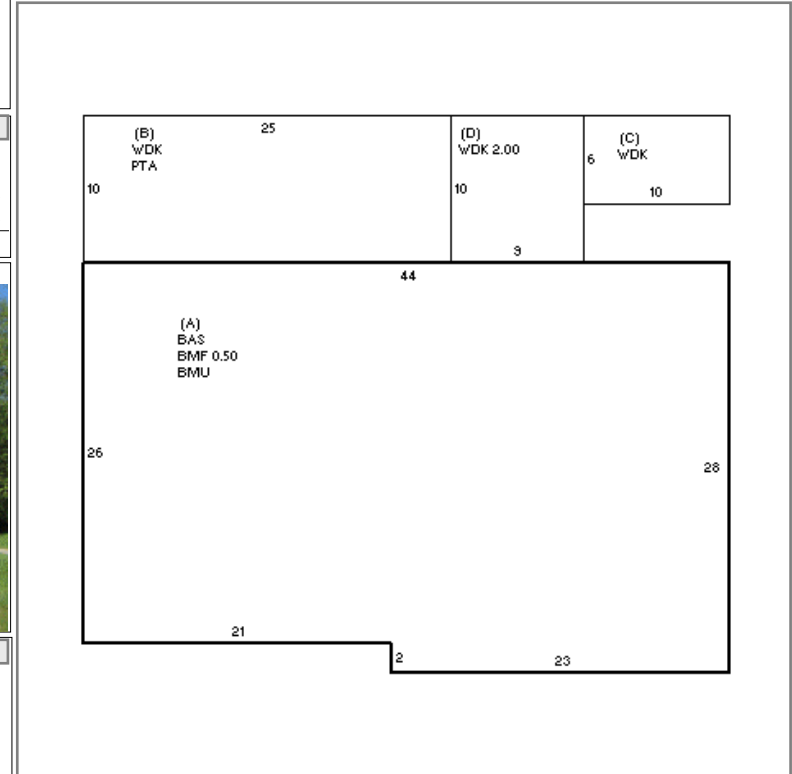 (B)
WDK
PTA
25
10
(D)
WDK 2.00
10
9
(C)
WDK
6
10
44
(A)
BAS
BMF 0.50
BMU
26
28
21
2
23